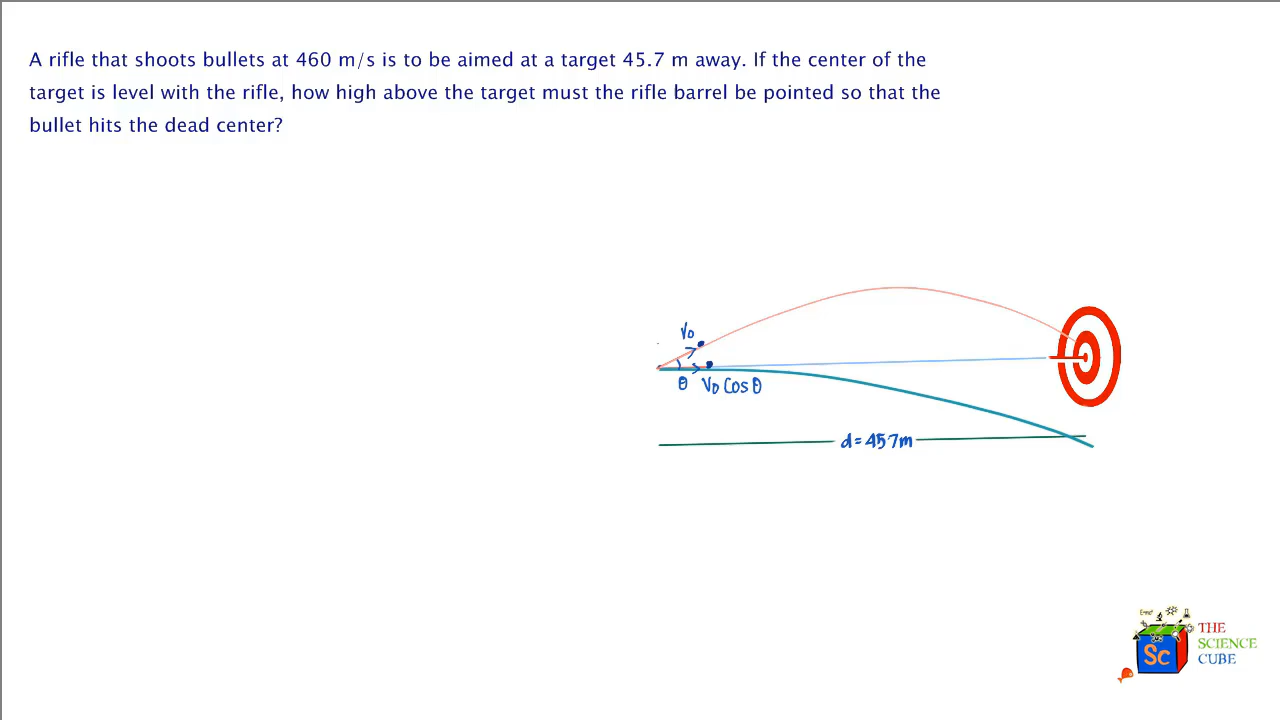 A rifle that shoots bullets at 460 m/s is to be aimed at a target 45.7 m away. If the center of the
target is level with the rifle, how high above the target must the rifle barrel be pointed so that the
bullet hits the dead center?
V₀
θ V₀ Cos θ
d = 45.7m
Sc
THE
SCIENCE
CUBE